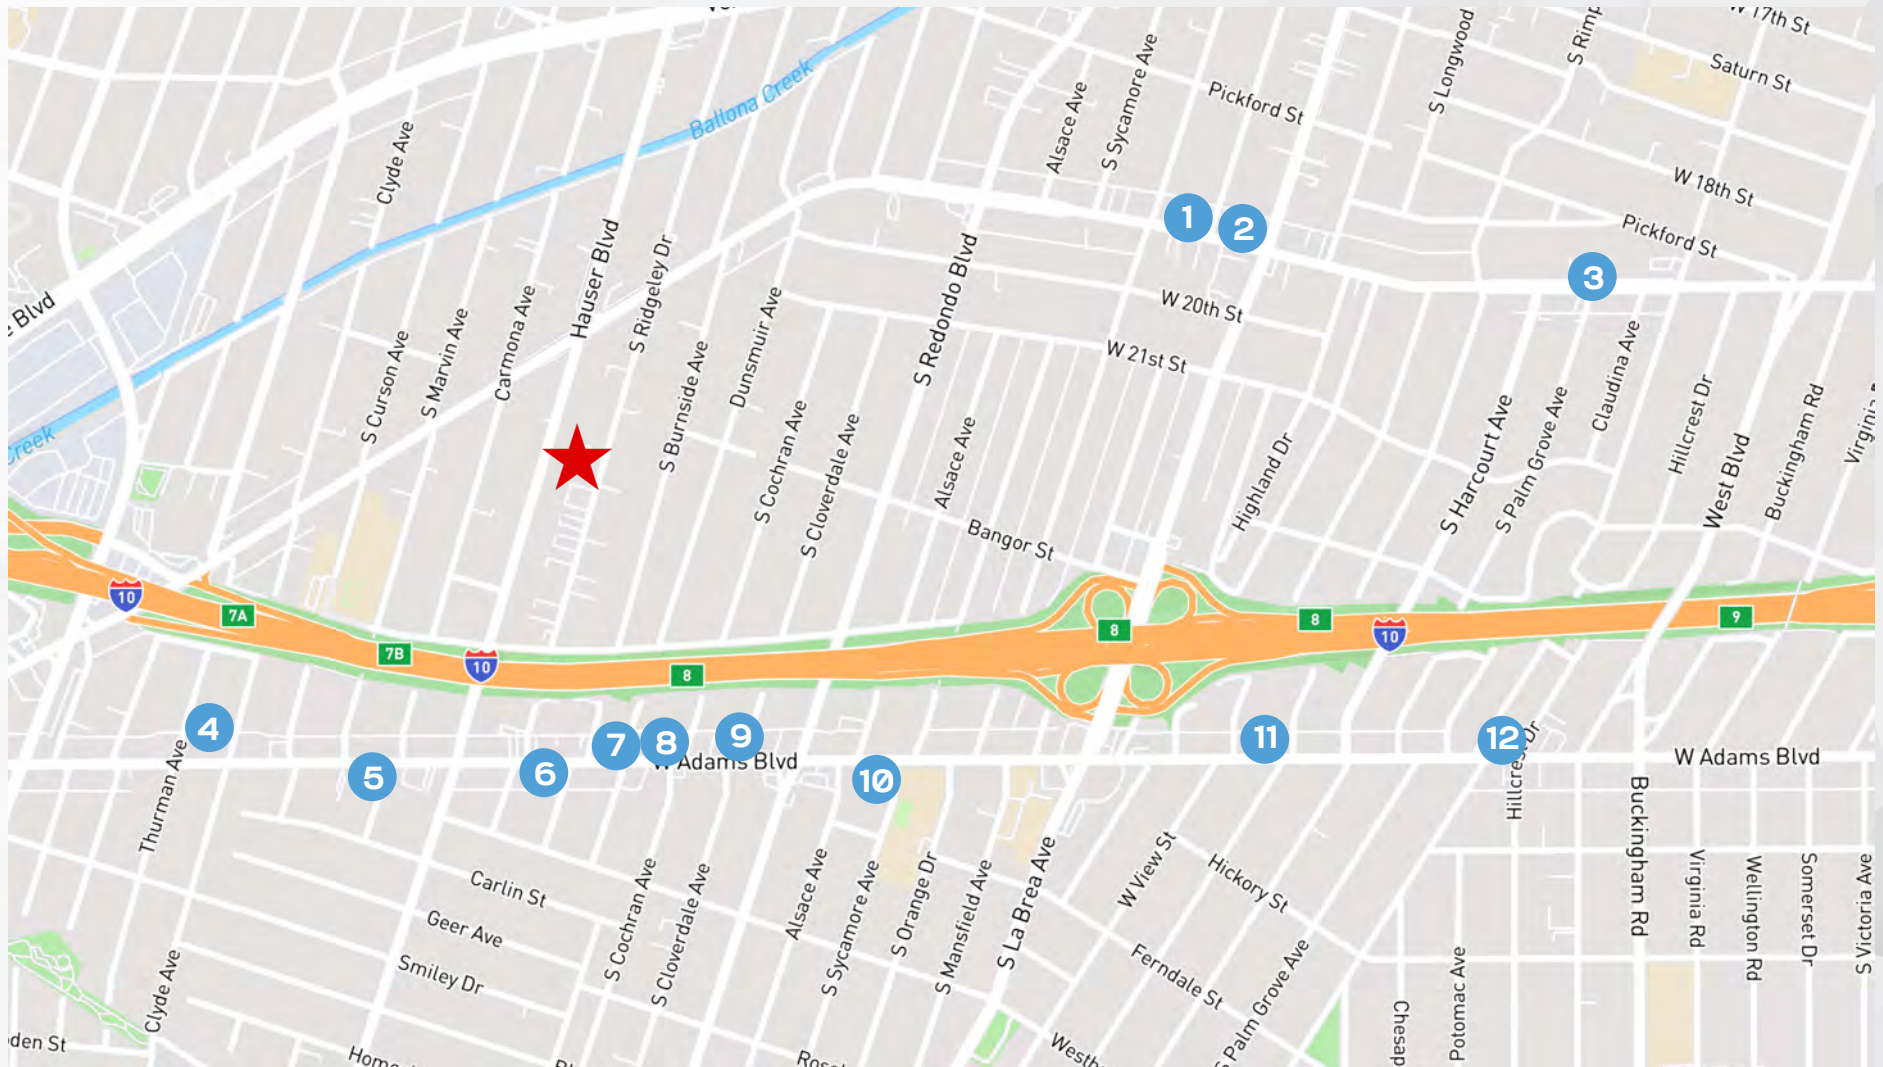 W 17th St
S Longwood
Saturn St
Ballona Creek
Alsace Ave
S Sycamore Ave
Pickford St
Clyde Ave
W 18th St
1
2
Pickford St
3
Hauser Blvd
S Ridgeley Dr
S Redondo Blvd
W 20th St
Blvd
Carmona Ave
S Marvin Ave
S Curson Ave
Dunsmuir Ave
S Burnside Ave
W 21st St
Claudina Ave
Hillcrest Dr
S Harcourt Ave
S Palm Grove Ave
West Blvd
Buckingham Rd
Creek
S Cochran Ave
S Cloverdale Ave
Alsace Ave
Highland Dr
Bangor St
10
7A
7B
10
8
8
8
10
9
4
5
6
7
8
9
10
11
12
Hillcrest Dr
W Adams Blvd
W Adams Blvd
Thurman Ave
Carlin St
Geer Ave
Smiley Dr
Clyde Ave
S Cochran Ave
S Cloverdale Ave
Alsace Ave
S Sycamore Ave
S Orange Dr
S Mansfield Ave
S La Brea Ave
W View St
Hickory St
Ferndale St
S Palm Grove Ave
Buckingham Rd
Virginia Rd
Wellington Rd
Somerset Dr
S Victoria Ave
Potomac Ave